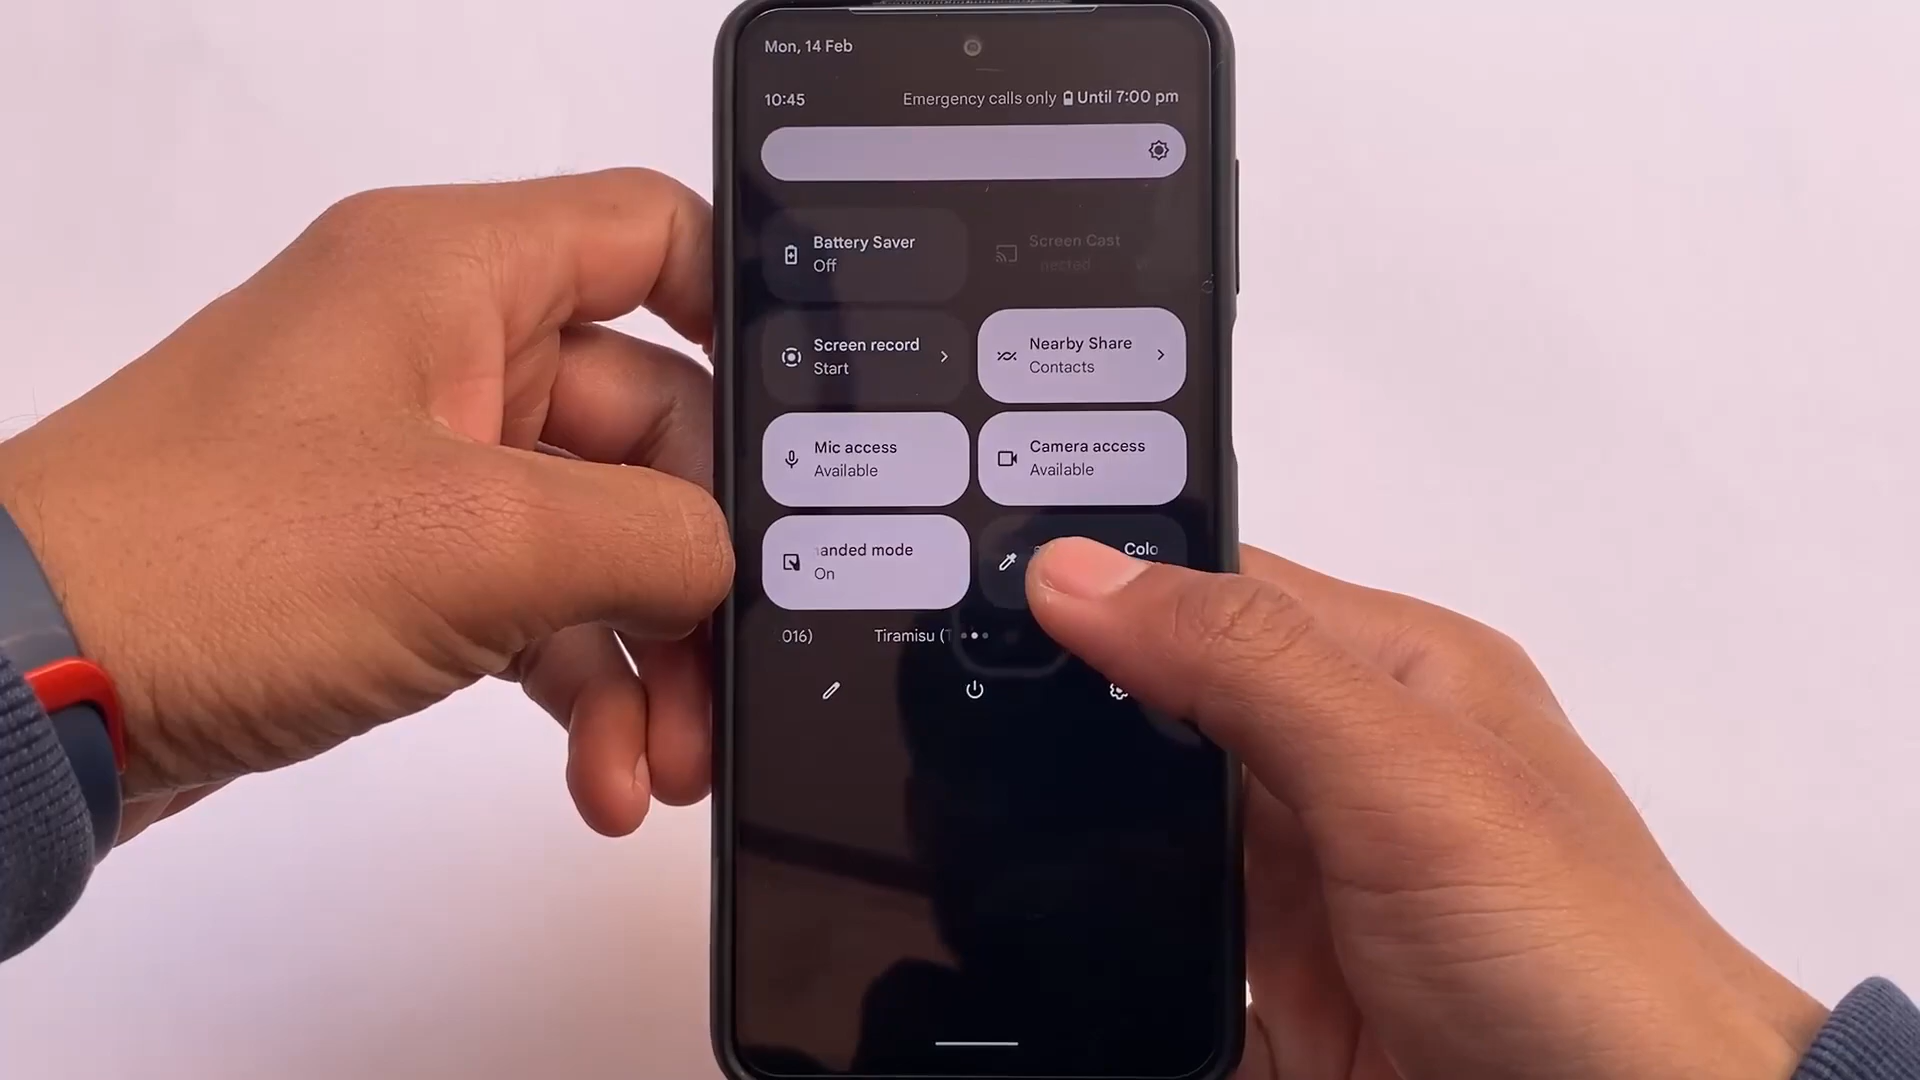 Mon, 14 Feb
10:45 Emergency calls only Until 7:00 pm
Battery Saver
Off
Screen Cast
Screen record
Start
Nearby Share
Contacts
Mic access
Available
Camera access
Available
anded mode
On
Colo
016) Tiramisu (